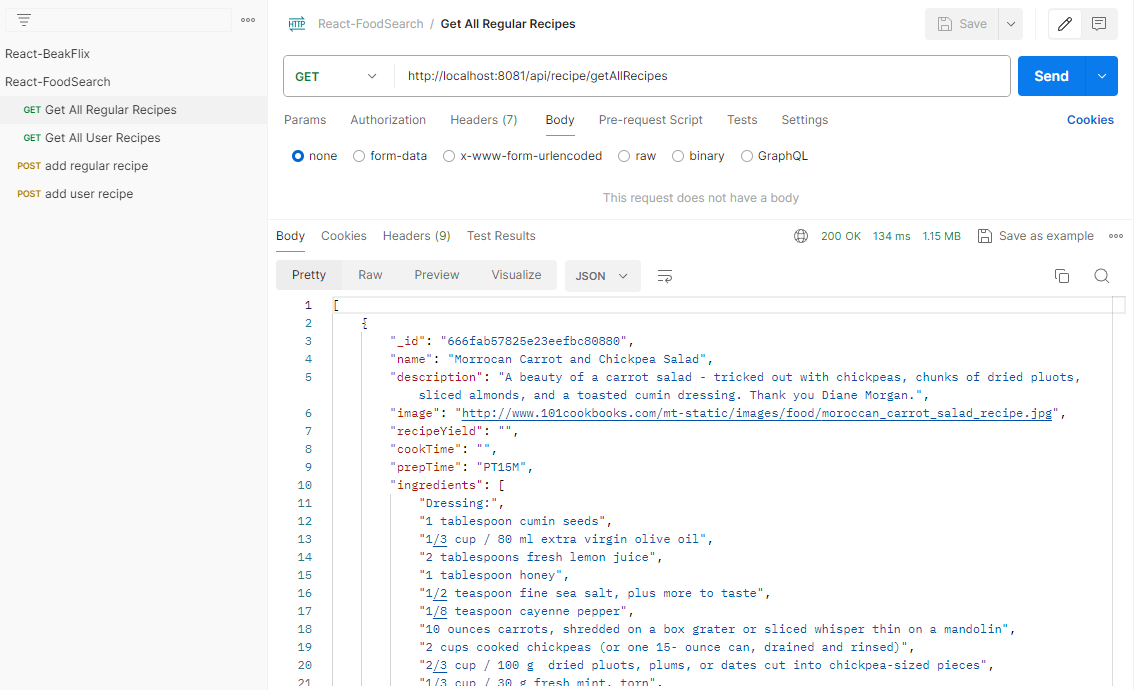 React-BeakFlix
React-FoodSearch
GET Get All Regular Recipes
GET Get All User Recipes
POST add regular recipe
POST add user recipe
HTTP React-FoodSearch / Get All Regular Recipes
Save
GET http://localhost:8081/api/recipe/getAllRecipes Send
Params Authorization Headers (7) Body Pre-request Script Tests Settings Cookies
none form-data x-www-form-urlencoded raw binary GraphQL
This request does not have a body
Body Cookies Headers (9) Test Results 200 OK 134 ms 1.15 MB Save as example
Pretty Raw Preview Visualize JSON
1 [
2 {
3 "_id": "666fab57825e23eefbc80880",
4 "name": "Morrocan Carrot and Chickpea Salad",
5 "description": "A beauty of a carrot salad - tricked out with chickpeas, chunks of dried pluots,
sliced almonds, and a toasted cumin dressing. Thank you Diane Morgan.",
6 "image": "http://www.101cookbooks.com/mt-static/images/food/moroccan_carrot_salad_recipe.jpg",
7 "recipeYield": "",
8 "cookTime": "",
9 "prepTime": "PT15M",
10 "ingredients": [
11 "Dressing:",
12 "1 tablespoon cumin seeds",
13 "1/3 cup / 80 ml extra virgin olive oil",
14 "2 tablespoons fresh lemon juice",
15 "1 tablespoon honey",
16 "1/2 teaspoon fine sea salt, plus more to taste",
17 "1/8 teaspoon cayenne pepper",
18 "10 ounces carrots, shredded on a box grater or sliced whisper thin on a mandolin",
19 "2 cups cooked chickpeas (or one 15- ounce can, drained and rinsed)",
20 "2/3 cup / 100 g  dried pluots, plums, or dates cut into chickpea-sized pieces",
21 "1/3 cup / 30 g fresh mint, torn",